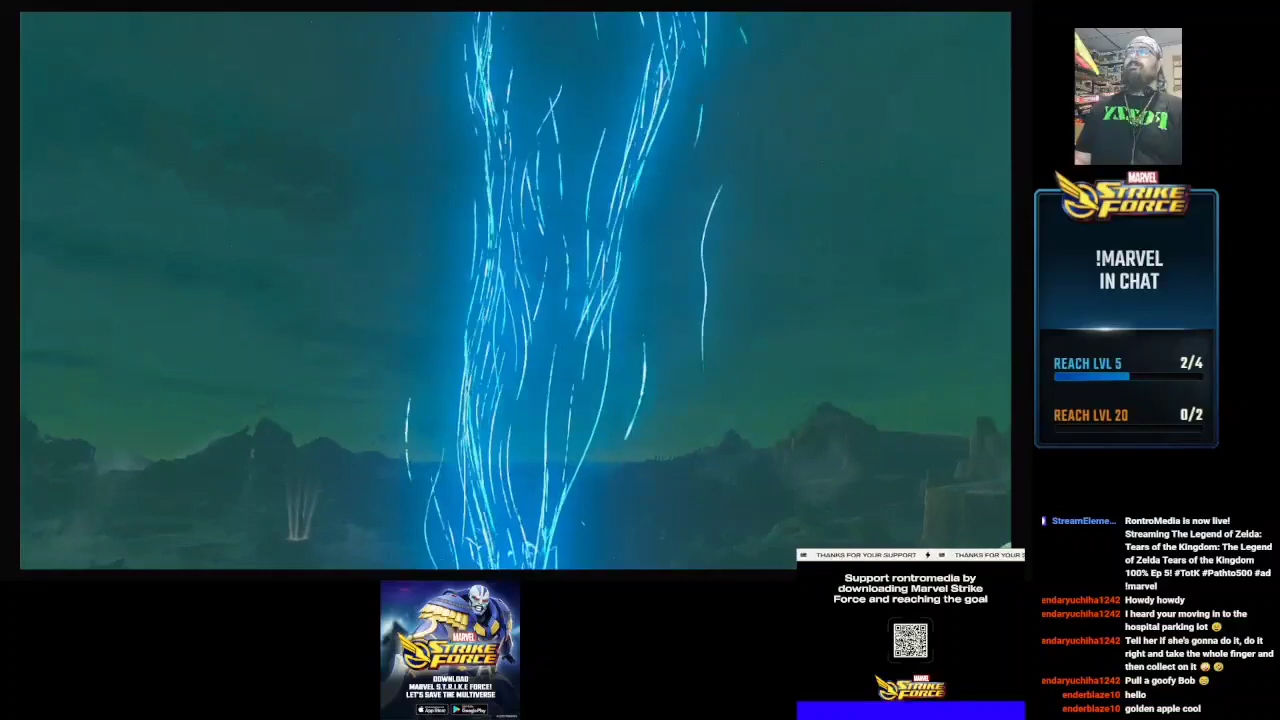 FOZZY
MARVEL
STRIKE
FORCE
!MARVEL
IN CHAT
REACH LVL 5 2/4
REACH LVL 20 0/2
StreamEleme... RontroMedia is now live!
Streaming The Legend of Zelda:
Tears of the Kingdom: The Legend
of Zelda Tears of the Kingdom
100% Ep 5! #TotK #Pathto500 #ad
!marvel
endaryuchiha1242 Howdy howdy
endaryuchiha1242 I heard your moving in to the
hospital parking lot
endaryuchiha1242 Tell her if she's gonna do it, do it
right and take the whole finger and
then collect on it
endaryuchiha1242 Pull a goofy Bob
enderblaze10 hello
enderblaze10 golden apple cool
THANKS FOR YOUR SUPPORT THANKS FOR YOUR S
Support rontromedia by
downloading Marvel Strike
Force and reaching the goal
MARVEL
STRIKE
FORCE
MARVEL
STRIKE
FORCE
DOWNLOAD
MARVEL S.T.R.I.K.E FORCE!
LET'S SAVE THE MULTIVERSE
App Store
Google Play